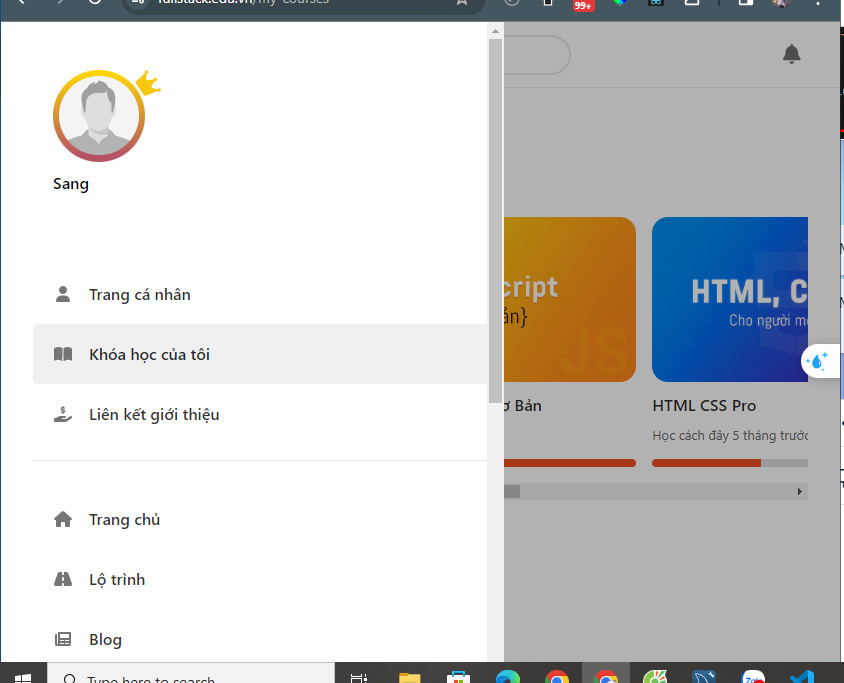 fullstack.edu.vn/my-courses
99+
Sang
Trang cá nhân
Khóa học của tôi
Liên kết giới thiệu
Trang chủ
Lộ trình
Blog
cript
ản}
JS
ơ Bản
HTML, C
Cho người m
HTML CSS Pro
Học cách đây 5 tháng trước
Type here to search
Zalo